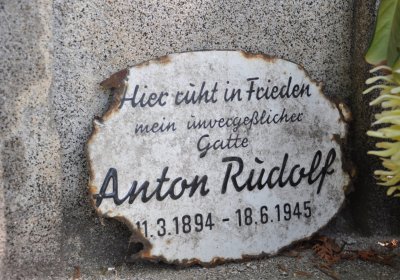 Hier ruht in Frieden
mein unvergeßlicher
Gatte
Anton Rudolf
11.3.1894 - 18.6.1945